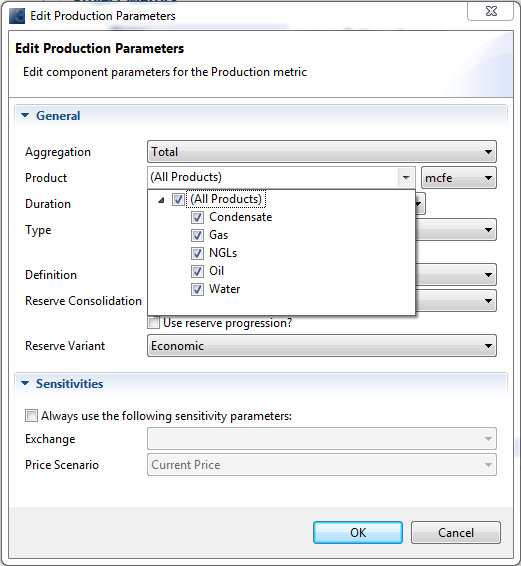 Edit Production Parameters
Edit Production Parameters
Edit component parameters for the Production metric
General
Aggregation Total
Product (All Products) mcfe
Duration (All Products)
Condensate
Type Gas
NGLs
Definition Oil
Water
Reserve Consolidation
Use reserve progression?
Reserve Variant Economic
Sensitivities
Always use the following sensitivity parameters:
Exchange
Price Scenario Current Price
OK Cancel